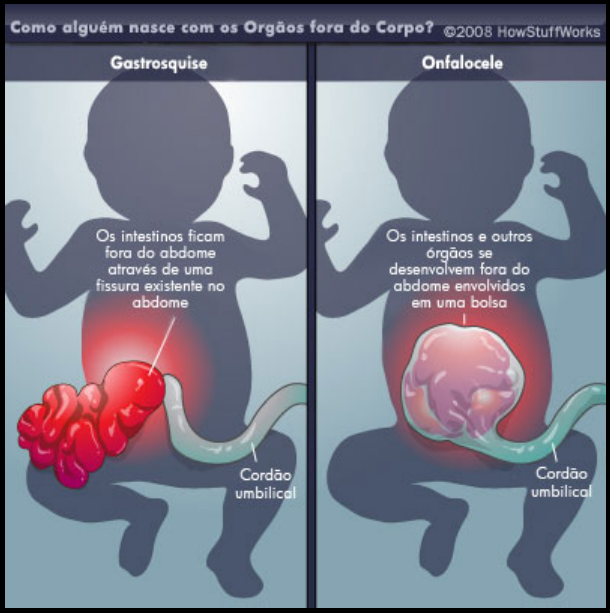 Como alguém nasce com os Orgãos fora do Corpo? ©2008 HowStuffWorks
Gastrosquise
Os intestinos ficam
fora do abdome
através de uma
fissura existente no
abdome
Cordão
umbilical
Onfalocele
Os intestinos e outros
órgãos se
desenvolvem fora do
abdome envolvidos
em uma bolsa
Cordão
umbilical